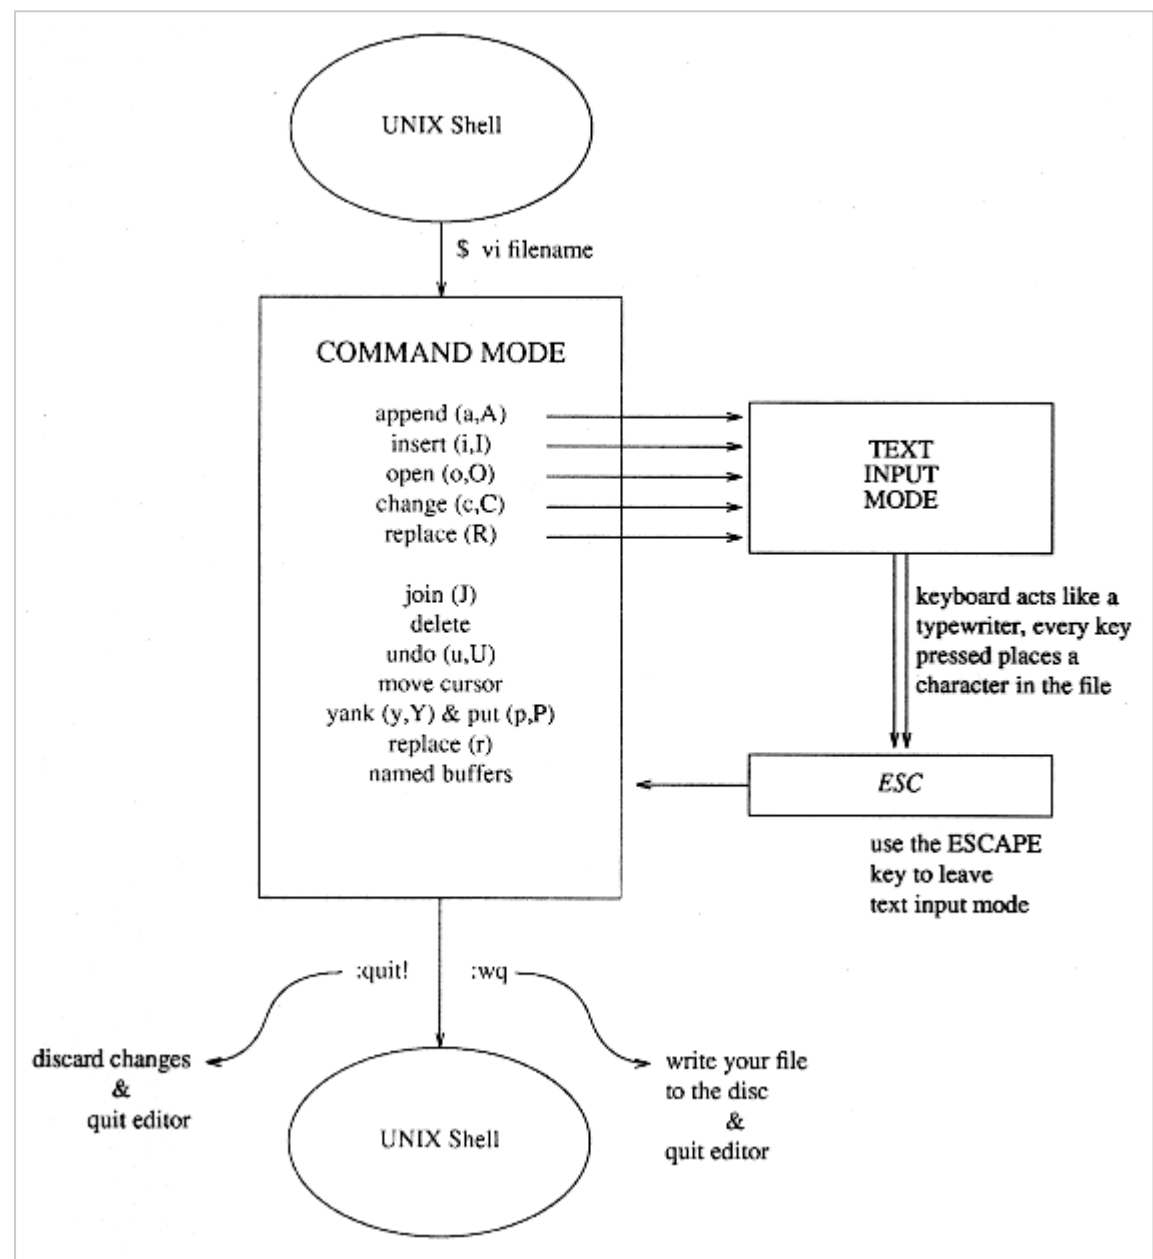 UNIX Shell
$ vi filename
COMMAND MODE
append (a,A)
insert (i,I)
open (o,O)
change (c,C)
replace (R)
join (J)
delete
undo (u,U)
move cursor
yank (y,Y) & put (p,P)
replace (r)
named buffers
TEXT
INPUT
MODE
keyboard acts like a
typewriter, every key
pressed places a
character in the file
ESC
use the ESCAPE
key to leave
text input mode
:quit!
:wq
discard changes
&
quit editor
write your file
to the disc
&
quit editor
UNIX Shell